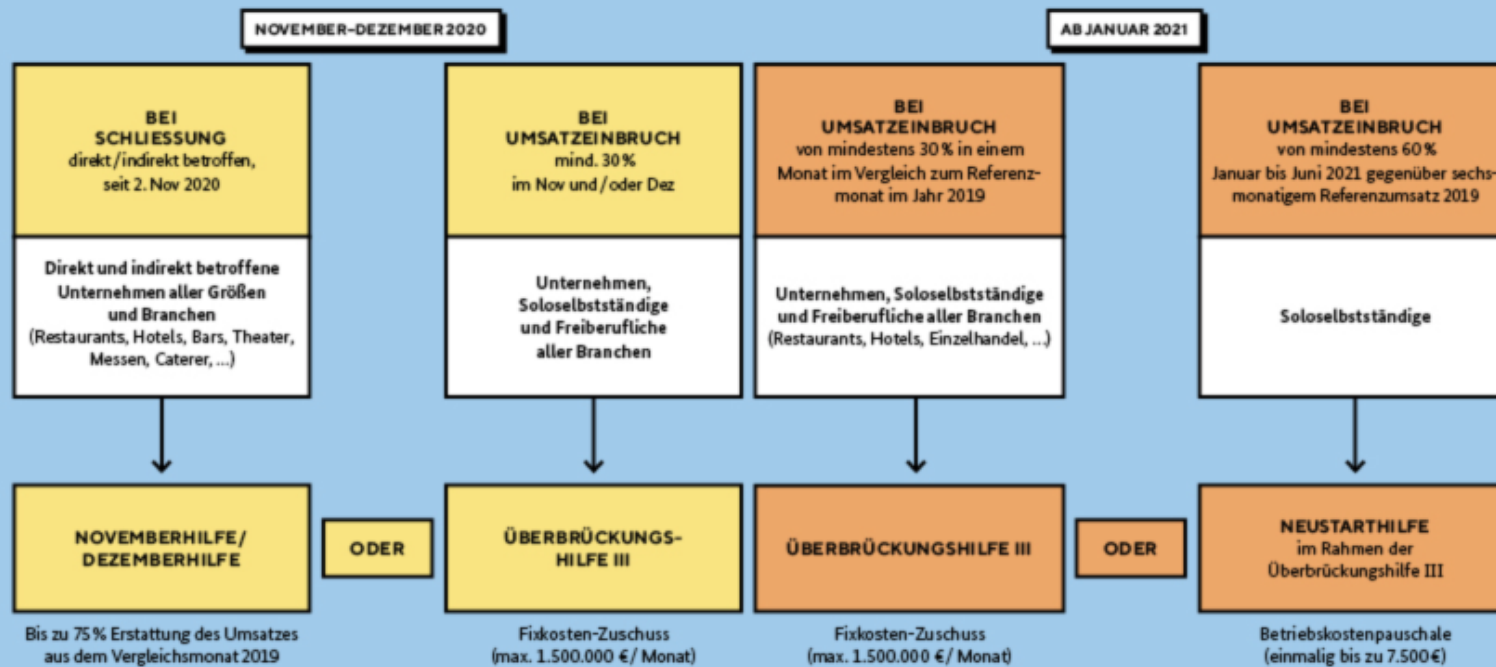 NOVEMBER–DEZEMBER 2020
AB JANUAR 2021
BEI
SCHLIESSUNG
direkt/indirekt betroffen,
seit 2. Nov 2020
BEI
UMSATZEINBRUCH
mind. 30%
im Nov und/oder Dez
BEI
UMSATZEINBRUCH
von mindestens 30% in einem
Monat im Vergleich zum Referenz-
monat im Jahr 2019
BEI
UMSATZEINBRUCH
von mindestens 60%
Januar bis Juni 2021 gegenüber sechs-
monatigem Referenzumsatz 2019
Direkt und indirekt betroffene
Unternehmen aller Größen
und Branchen
(Restaurants, Hotels, Bars, Theater,
Messen, Caterer, ...)
Unternehmen,
Soloselbstständige
und Freiberufliche
aller Branchen
Unternehmen, Soloselbstständige
und Freiberufliche aller Branchen
(Restaurants, Hotels, Einzelhandel, ...)
Soloselbstständige
NOVEMBERHILFE/
DEZEMBERHILFE
ODER
ÜBERBRÜCKUNGS-
HILFE III
ÜBERBRÜCKUNGSHILFE III
ODER
NEUSTARTHILFE
im Rahmen der
Überbrückungshilfe III
Bis zu 75% Erstattung des Umsatzes
aus dem Vergleichsmonat 2019
Fixkosten-Zuschuss
(max. 1.500.000 €/ Monat)
Fixkosten-Zuschuss
(max. 1.500.000 €/ Monat)
Betriebskostenpauschale
(einmalig bis zu 7.500€)